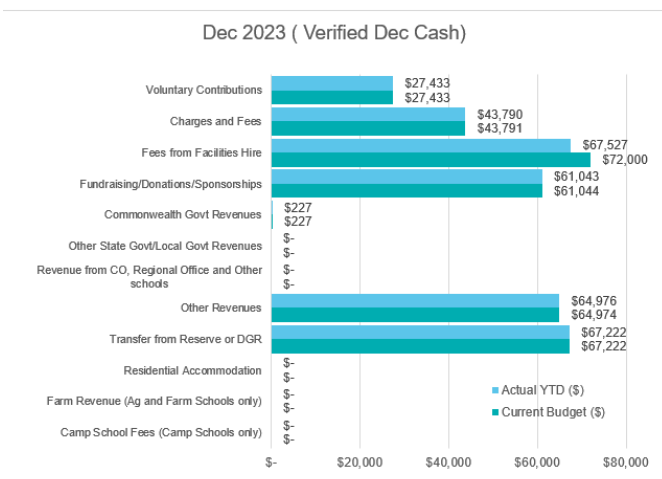 Dec 2023 ( Verified Dec Cash)
Voluntary Contributions
$27,433
$27,433
Charges and Fees
$43,790
$43,791
Fees from Facilities Hire
$67,527
$72,000
Fundraising/Donations/Sponsorships
$61,043
$61,044
Commonwealth Govt Revenues
$227
$227
Other State Govt/Local Govt Revenues
$-
$-
Revenue from CO, Regional Office and Other
schools
$-
$-
Other Revenues
$64,976
$64,974
Transfer from Reserve or DGR
$67,222
$67,222
Residential Accommodation
$-
$-
Farm Revenue (Ag and Farm Schools only)
$-
$-
Camp School Fees (Camp Schools only)
$-
$-
Actual YTD ($)
Current Budget ($)
$- $20,000 $40,000 $60,000 $80,000